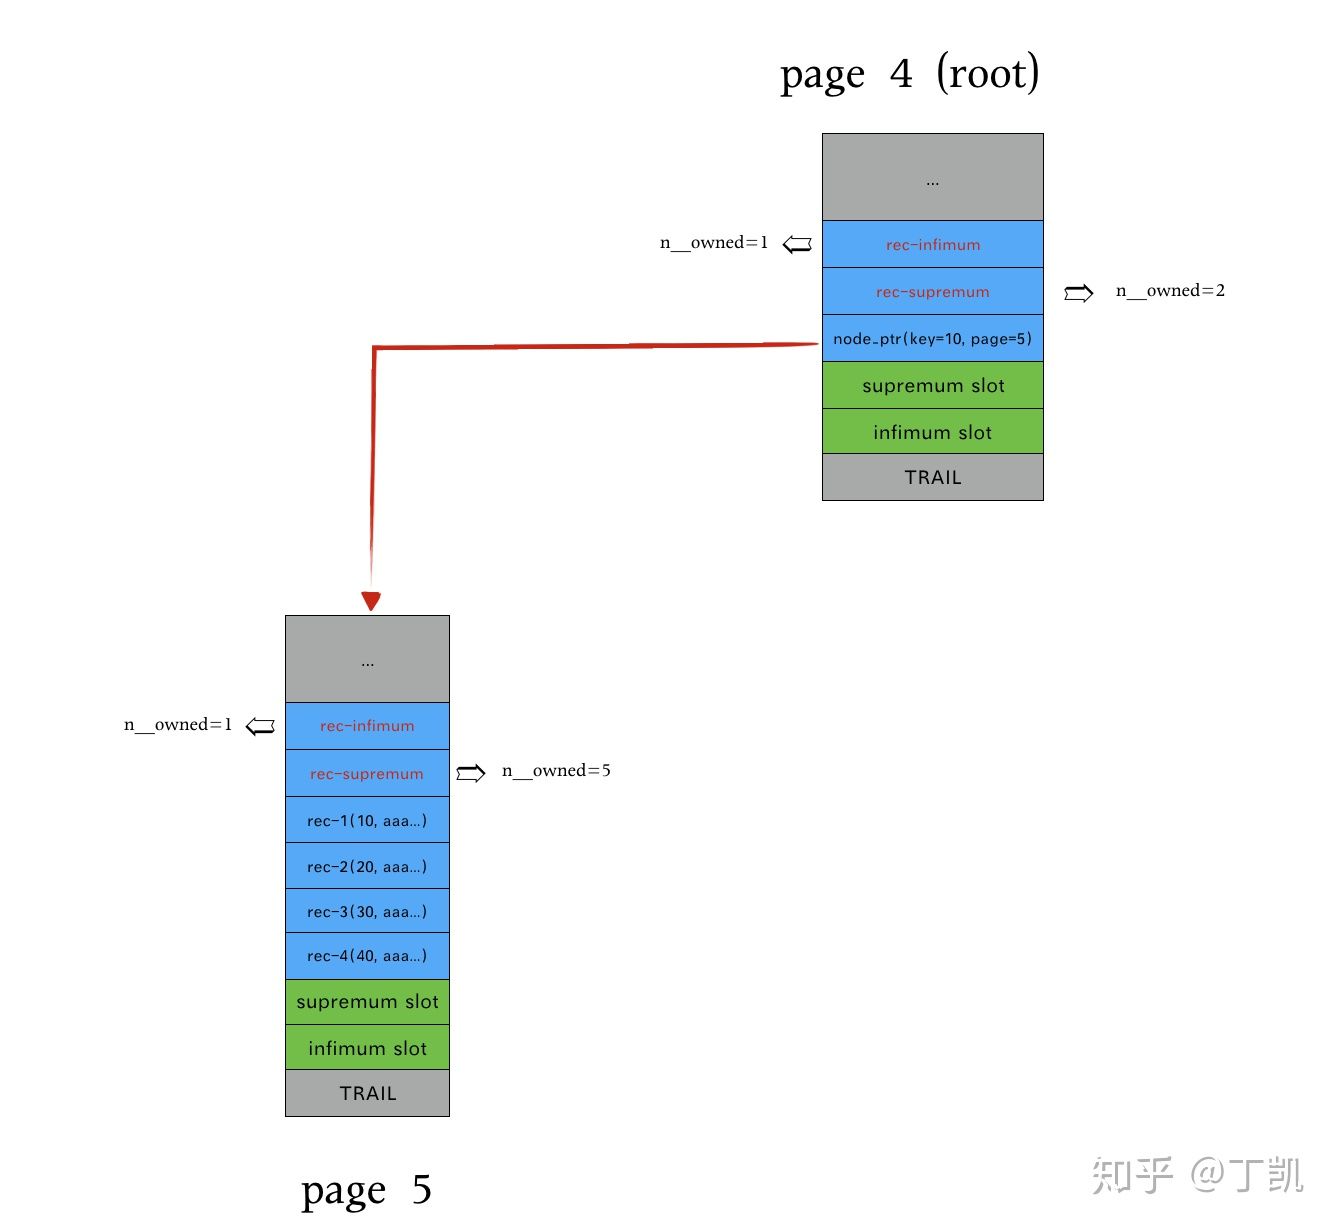 page 4 (root)
...
n__owned=1
rec-infimum
rec-supremum
n__owned=2
node_ptr(key=10, page=5)
supremum slot
infimum slot
TRAIL
...
n__owned=1
rec-infimum
rec-supremum
n__owned=5
rec-1(10, aaa...)
rec-2(20, aaa...)
rec-3(30, aaa...)
rec-4(40, aaa...)
supremum slot
infimum slot
TRAIL
page 5
知乎 @丁凯